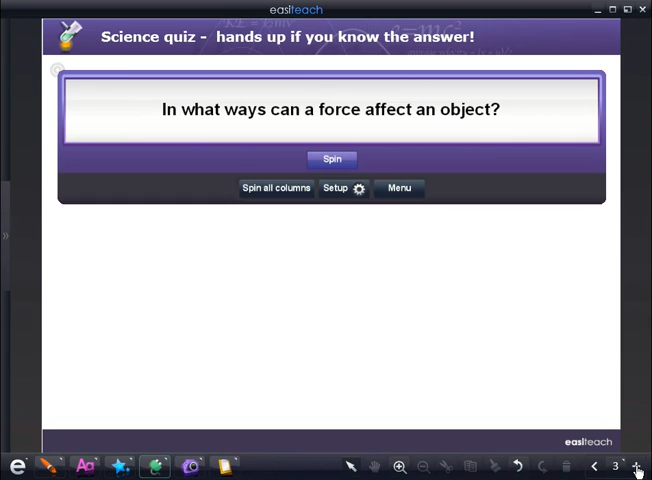 easiteach
Science quiz - hands up if you know the answer!
In what ways can a force affect an object?
Spin
Spin all columns
Setup
Menu
easiteach
e
Aa
3